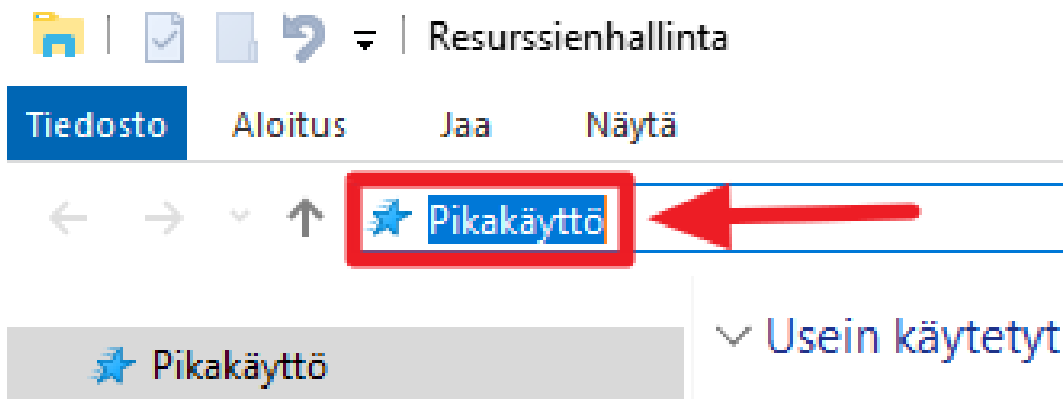 Resurssienhallinta
Tiedosto Aloitus Jaa Näytä
Pikakäyttö
Usein käytetyt
Pikakäyttö